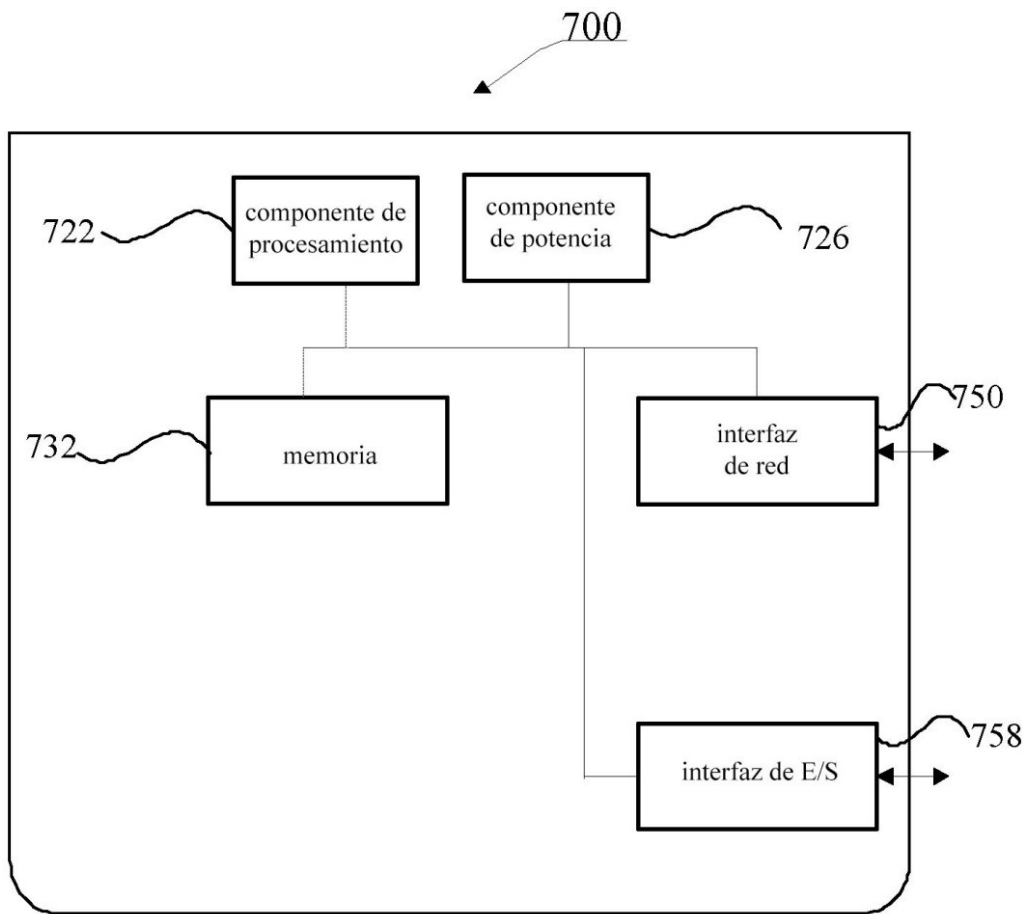 700
722
componente de
procesamiento
componente
de potencia
726
732
memoria
interfaz
de red
750
interfaz de E/S
758